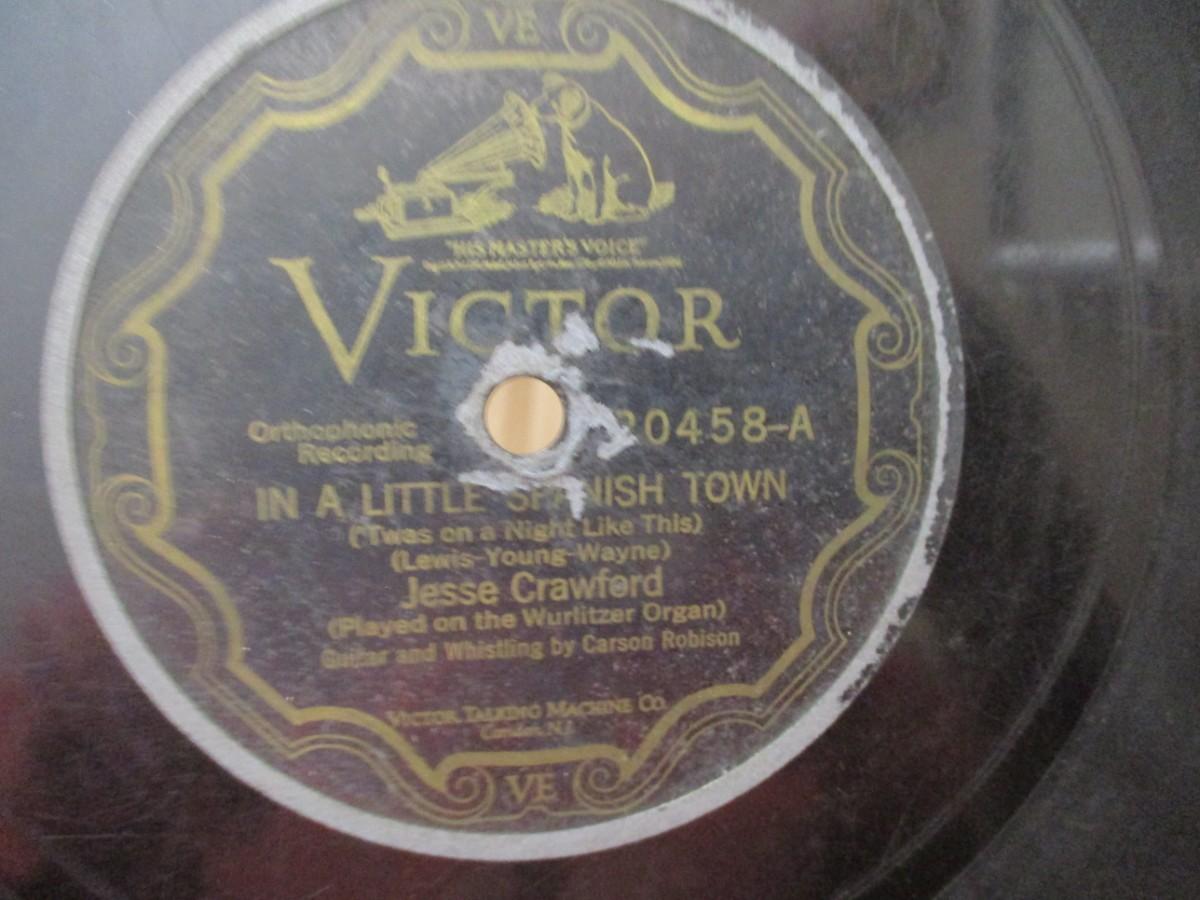 VE
"HIS MASTER'S VOICE"
VICTOR
Orthophonic
Recording
20458-A
IN A LITTLE SPANISH TOWN
('Twas on a Night Like This)
(Lewis-Young-Wayne)
Jesse Crawford
(Played on the Wurlitzer Organ)
Guitar and Whistling by Carson Robison
VICTOR TALKING MACHINE CO.
Camden, N.J.
VE